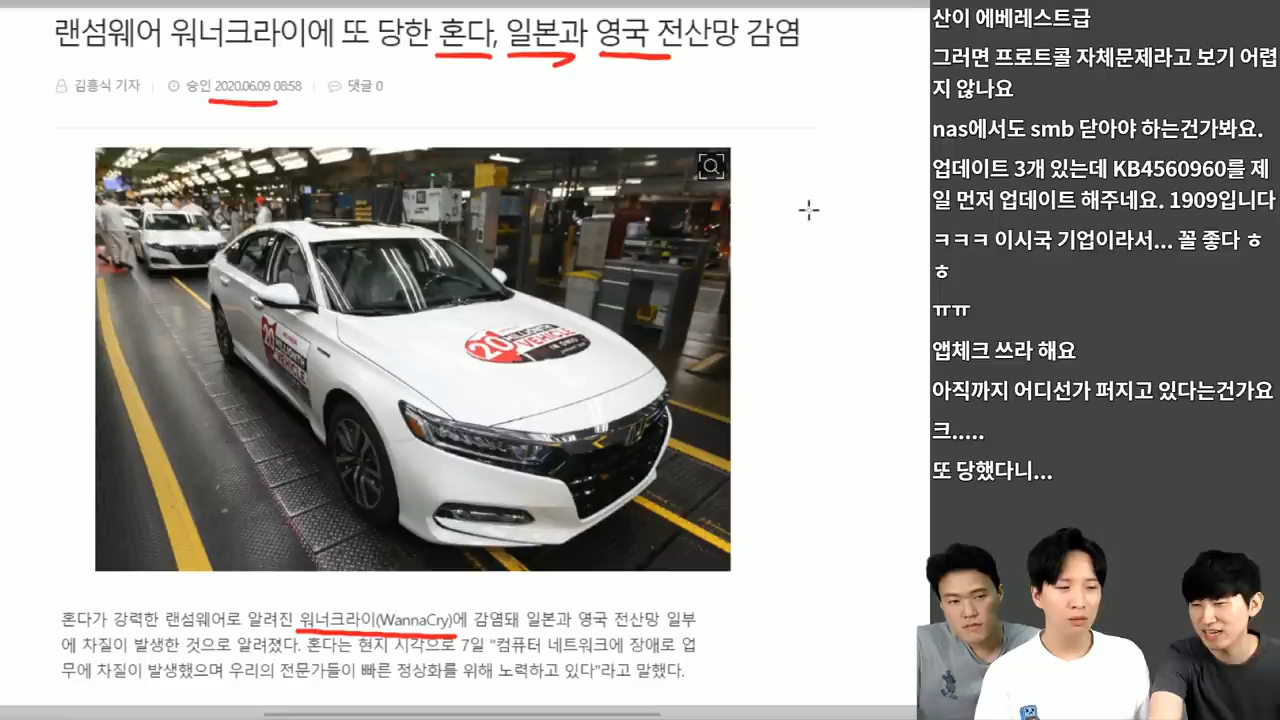 랜섬웨어 워너크라이에 또 당한 혼다, 일본과 영국 전산망 감염
김흥식 기자
승인 2020.06.09 08:58
댓글 0
20
MILLIONTH
VEHICLE
IN OHIO
20
MILLIONTH
VEHICLE
혼다가 강력한 랜섬웨어로 알려진 워너크라이(WannaCry)에 감염돼 일본과 영국 전산망 일부
에 차질이 발생한 것으로 알려졌다. 혼다는 현지 시각으로 7일 "컴퓨터 네트워크에 장애로 업
무에 차질이 발생했으며 우리의 전문가들이 빠른 정상화를 위해 노력하고 있다"라고 말했다.
산이 에베레스트급
그러면 프로토콜 자체문제라고 보기 어렵
지 않나요
nas에서도 smb 닫아야 하는건가봐요.
업데이트 3개 있는데 KB4560960를 제
일 먼저 업데이트 해주네요. 1909입니다
ㅋㅋㅋ 이시국 기업이라서... 꼴 좋다 ㅎ
ㅎ
ㅠㅠ
앱체크 쓰라 해요
아직까지 어디선가 퍼지고 있다는건가요
크.....
또 당했다니...